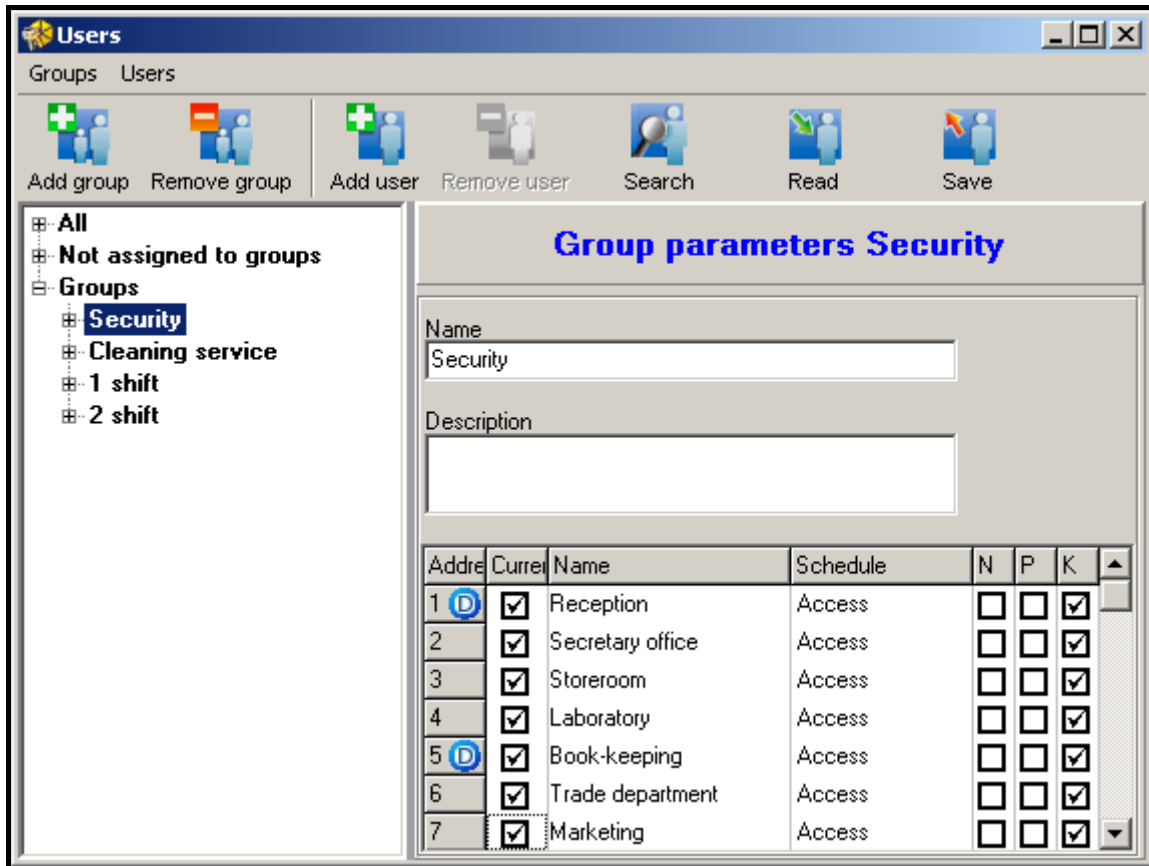 Users
Groups Users
Add group Remove group Add user Remove user Search Read Save
All
Not assigned to groups
Groups
Security
Cleaning service
1 shift
2 shift
Group parameters Security
Name
Security
Description
Addre Currer Name Schedule N P K
1 D Reception Access
2 Secretary office Access
3 Storeroom Access
4 Laboratory Access
5 D Book-keeping Access
6 Trade department Access
7 Marketing Access